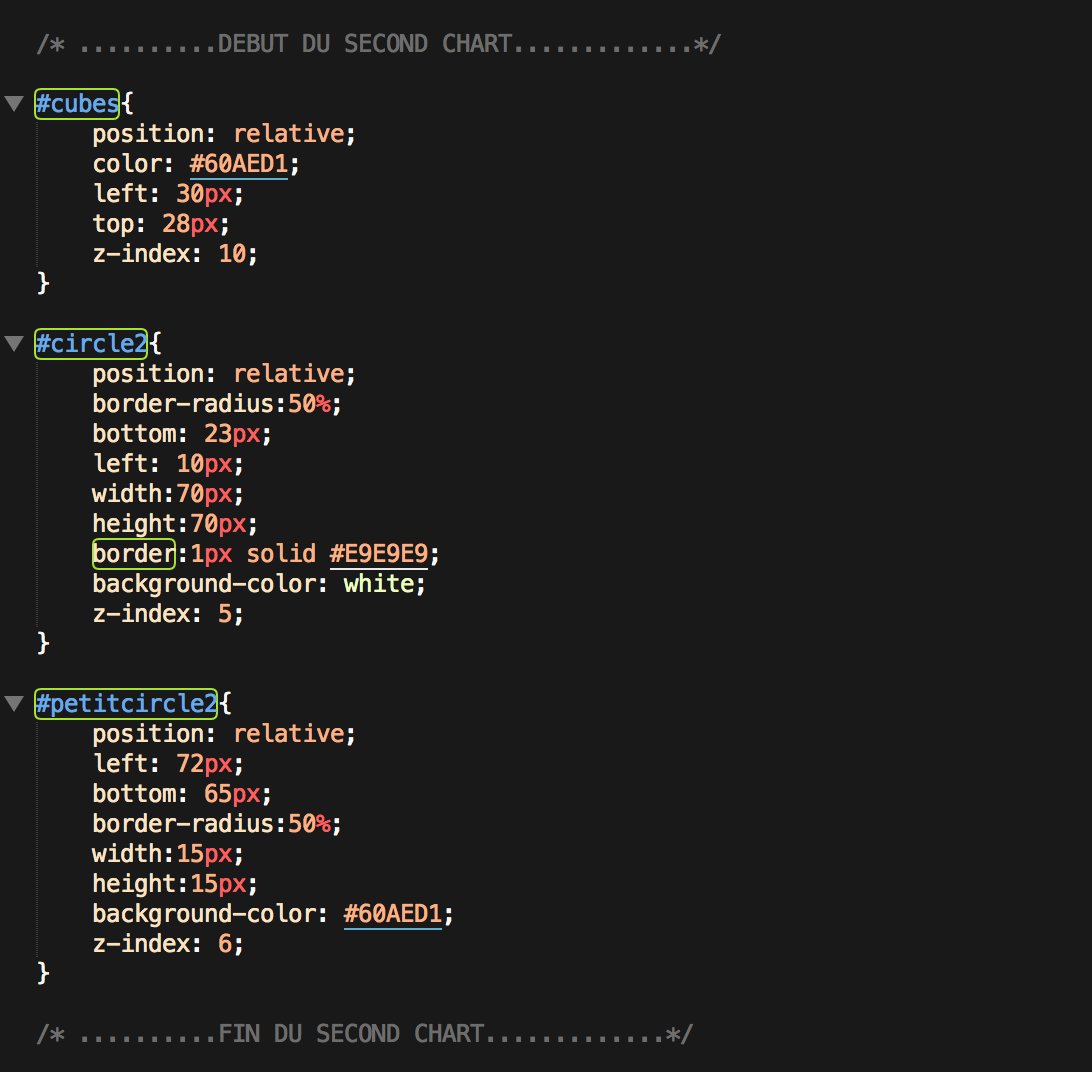 /* ..........DEBUT DU SECOND CHART.............*/
#cubes{
position: relative;
color: #60AED1;
left: 30px;
top: 28px;
z-index: 10;
}
#circle2{
position: relative;
border-radius:50%;
bottom: 23px;
left: 10px;
width:70px;
height:70px;
border:1px solid #E9E9E9;
background-color: white;
z-index: 5;
}
#petitcircle2{
position: relative;
left: 72px;
bottom: 65px;
border-radius:50%;
width:15px;
height:15px;
background-color: #60AED1;
z-index: 6;
}
/* ..........FIN DU SECOND CHART.............*/